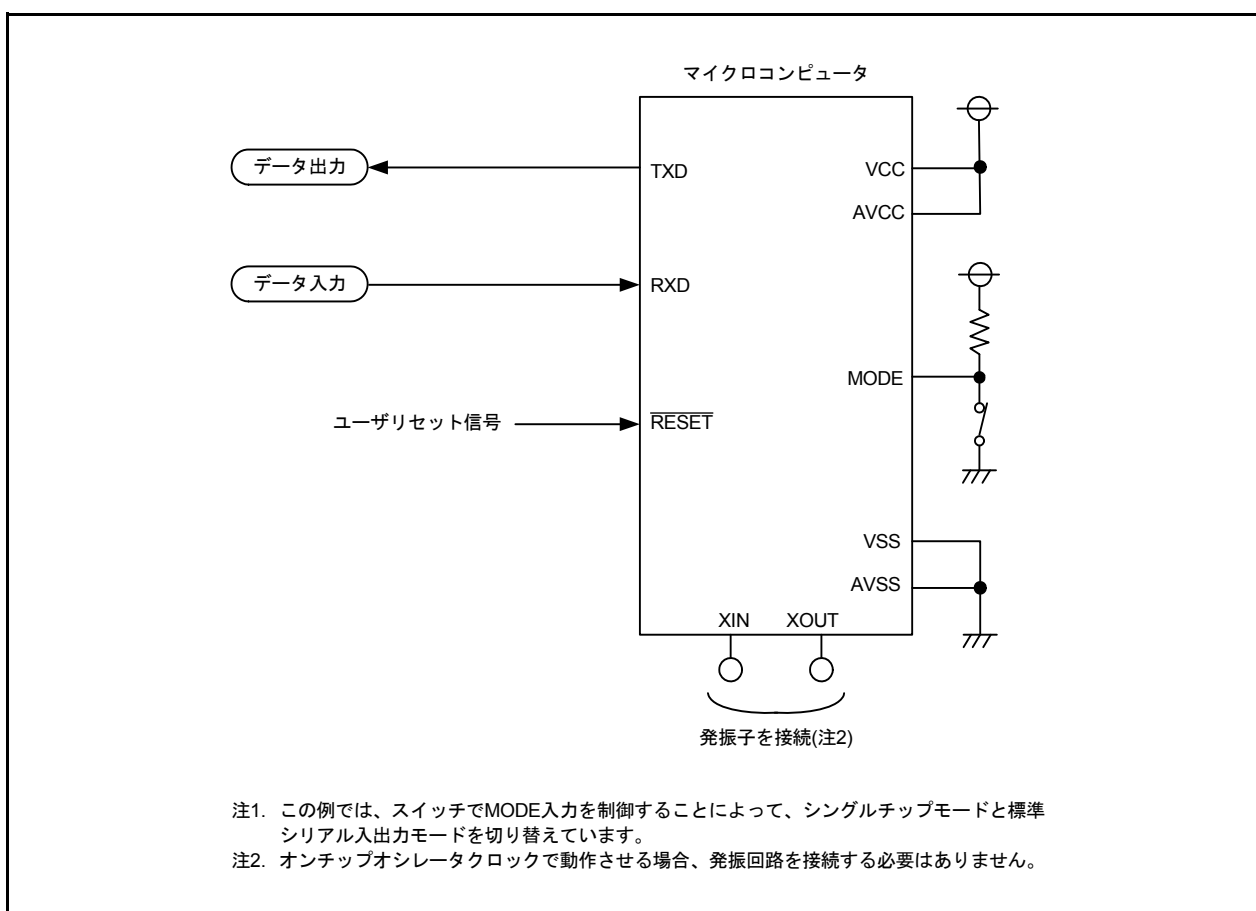 マイクロコンピュータ
データ出力
TXD
VCC
AVCC
データ入力
RXD
MODE
ユーザリセット信号
RESET
VSS
AVSS
XIN
XOUT
発振子を接続(注2)
注1. この例では、スイッチでMODE入力を制御することによって、シングルチップモードと標準
シリアル入出力モードを切り替えています。
注2. オンチップオシレータクロックで動作させる場合、発振回路を接続する必要はありません。